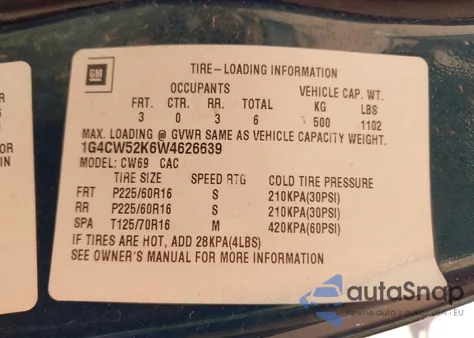 GM
TIRE-LOADING INFORMATION
OCCUPANTS VEHICLE CAP. WT.
FRT. CTR. RR. TOTAL KG LBS
3 0 3 6 500 1102
MAX. LOADING @ GVWR SAME AS VEHICLE CAPACITY WEIGHT.
1G4CW52K6W4626639
MODEL: CW69 CAC
TIRE SIZE SPEED RTG COLD TIRE PRESSURE
FRT P225/60R16 S 210KPA(30PSI)
RR P225/60R16 S 210KPA(30PSI)
SPA T125/70R16 M 420KPA(60PSI)
IF TIRES ARE HOT, ADD 28KPA(4LBS)
SEE OWNER'S MANUAL FOR MORE INFORMATION
autoSnap